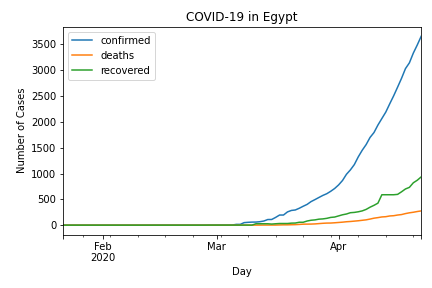 COVID-19 in Egypt
confirmed
deaths
recovered
Number of Cases
3500
3000
2500
2000
1500
1000
500
0
Feb
2020
Mar
Apr
Day